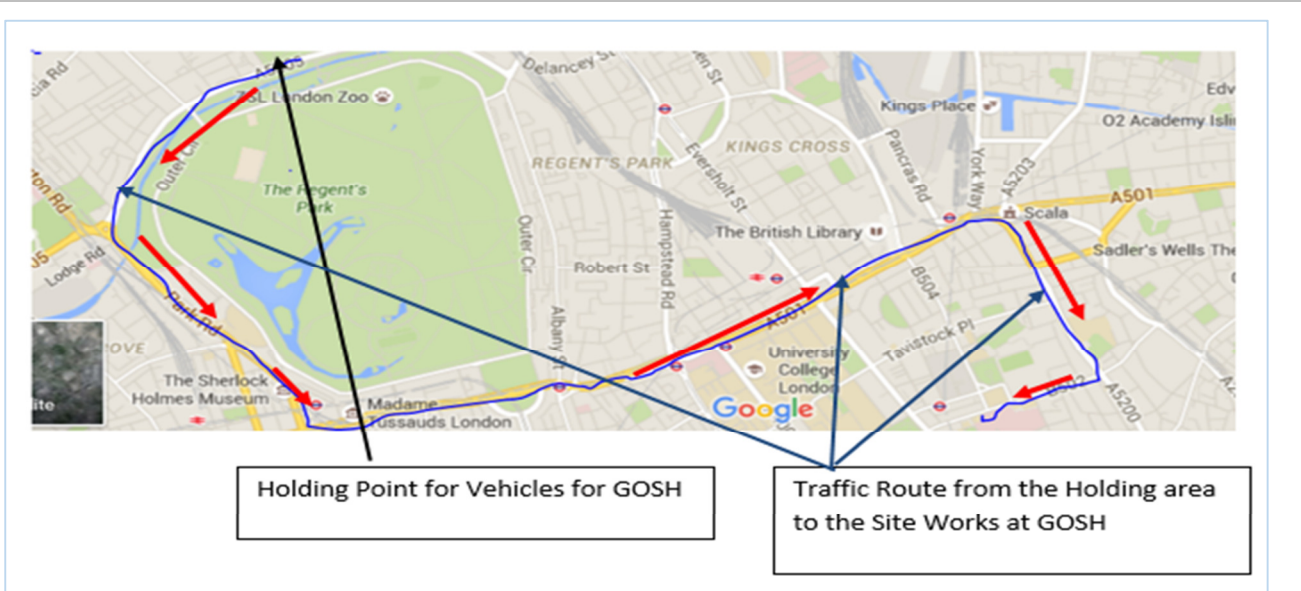 Delancey St
ZSL London Zoo
Kings Place
Edv
O2 Academy Isli
KINGS CROSS
REGENT'S PARK
Eversholt St
Pancras Rd
York Way
A5203
Outer Cir
The Regent's
Park
A501
Scala
The British Library
Sadler's Wells The
Lodge Rd
Outer Cir
Hampstead Rd
Robert St
B504
Park Rd
A501
Albany St
Tavistock Pl
University
College
London
The Sherlock
Holmes Museum
Madame
Tussauds London
Google
A5200
Holding Point for Vehicles for GOSH
Traffic Route from the Holding area
to the Site Works at GOSH